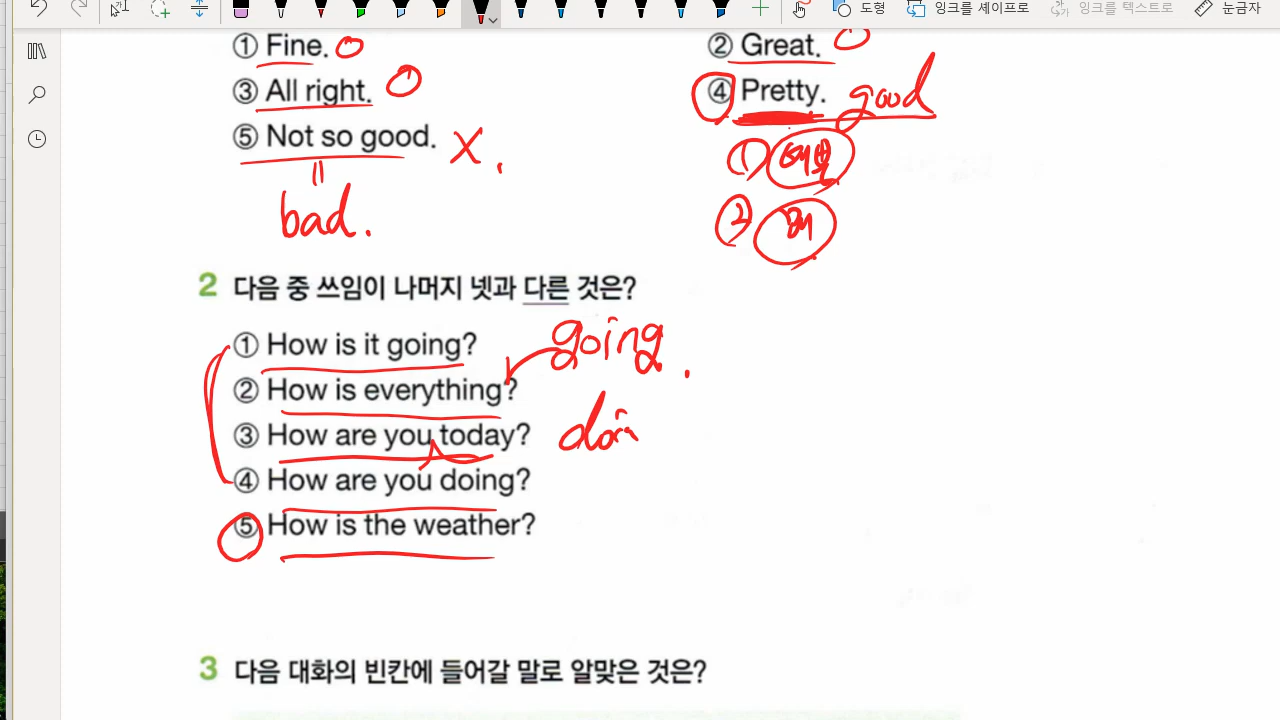 도형 잉크를 셰이프로 잉크를 텍스트로 눈금자
① Fine. ② Great.
③ All right. ④ Pretty. good
⑤ Not so good. X.
bad.
①
② 꽤
2 다음 중 쓰임이 나머지 넷과 다른 것은?
① How is it going? going.
② How is everything?
③ How are you today? doin
④ How are you doing?
⑤ How is the weather?
3 다음 대화의 빈칸에 들어갈 말로 알맞은 것은?